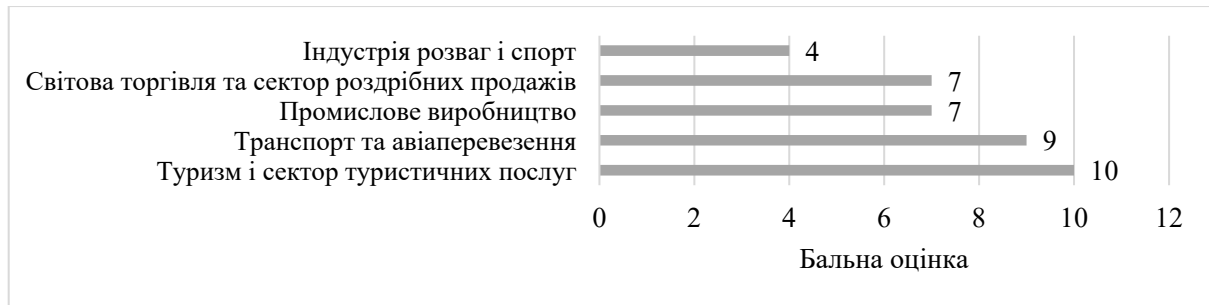 Індустрія розваг і спорт 4
Світова торгівля та сектор роздрібних продажів 7
Промислове виробництво 7
Транспорт та авіаперевезення 9
Туризм і сектор туристичних послуг 10
0 2 4 6 8 10 12
Бальна оцінка